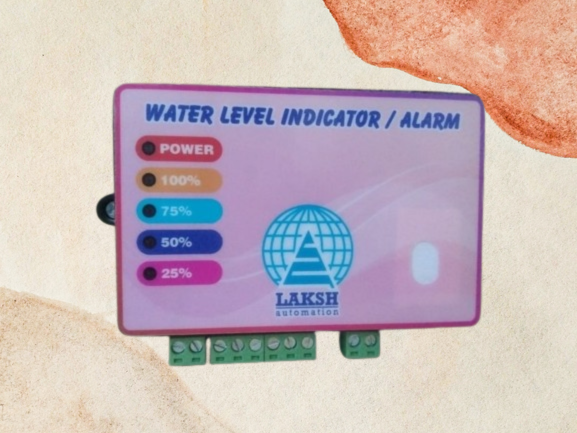 WATER LEVEL INDICATOR / ALARM
POWER
100%
75%
50%
25%
LAKSH
automation